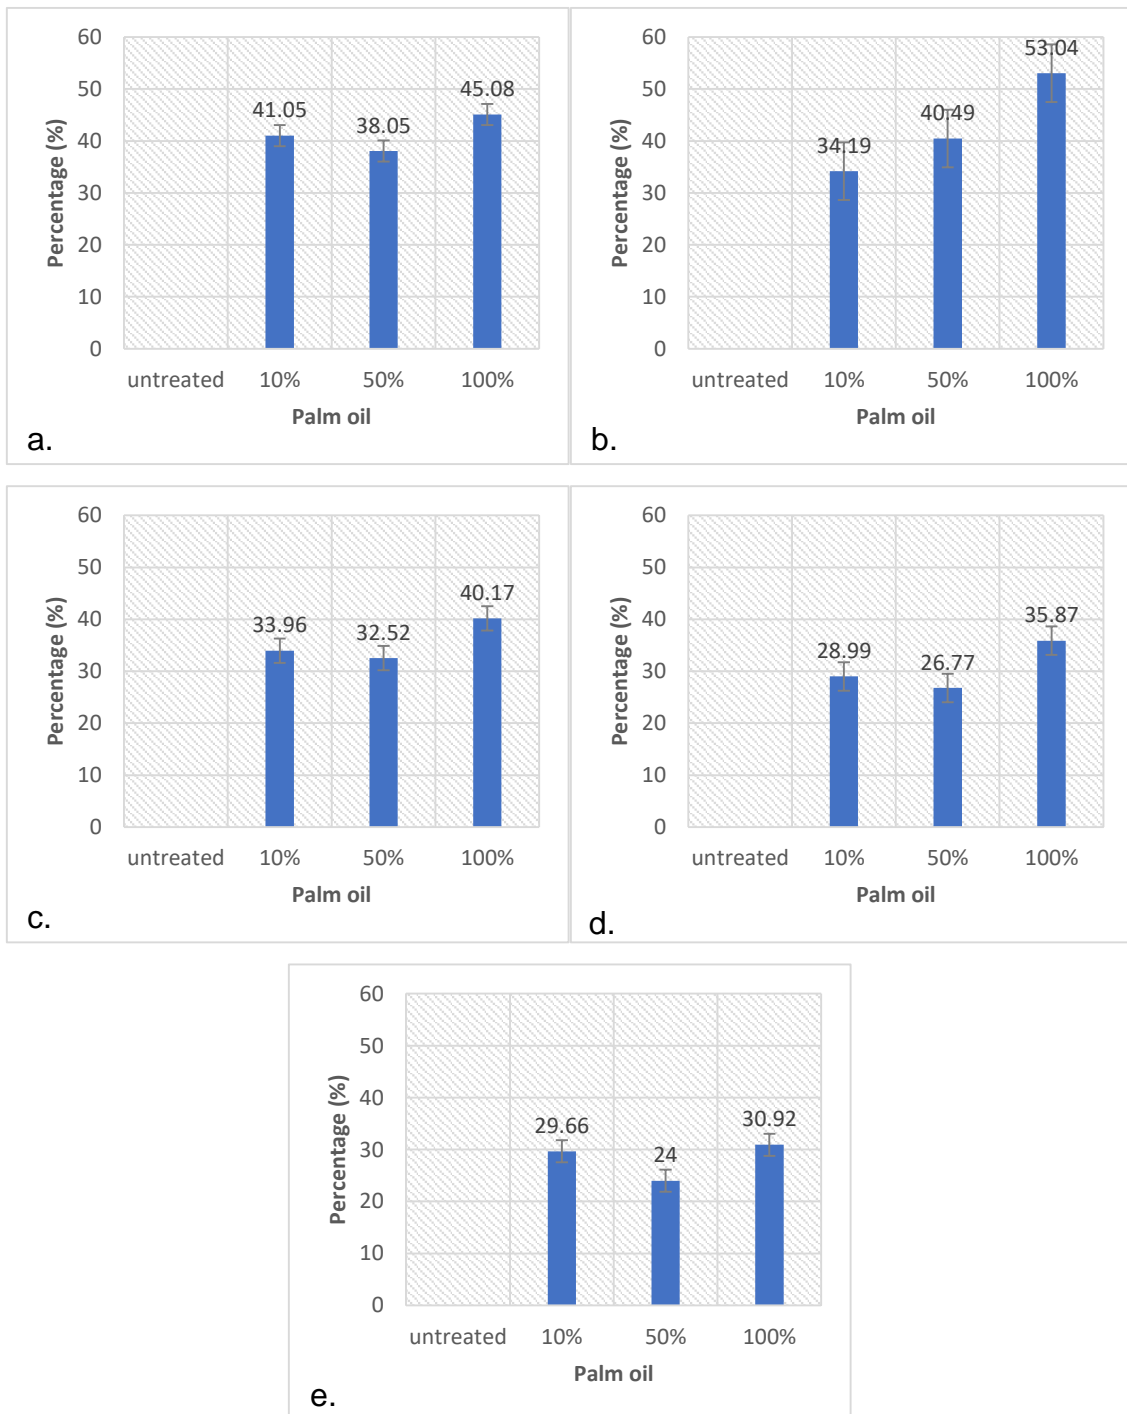 60
50
40
30
20
10
0
Percentage (%)
41.05
38.05
45.08
untreated 10% 50% 100%
Palm oil
a.
60
50
40
30
20
10
0
Percentage (%)
34.19
40.49
53.04
untreated 10% 50% 100%
Palm oil
b.
60
50
40
30
20
10
0
Percentage (%)
33.96
32.52
40.17
untreated 10% 50% 100%
Palm oil
c.
60
50
40
30
20
10
0
Percentage (%)
28.99
26.77
35.87
untreated 10% 50% 100%
Palm oil
d.
60
50
40
30
20
10
0
Percentage (%)
29.66
24
30.92
untreated 10% 50% 100%
Palm oil
e.